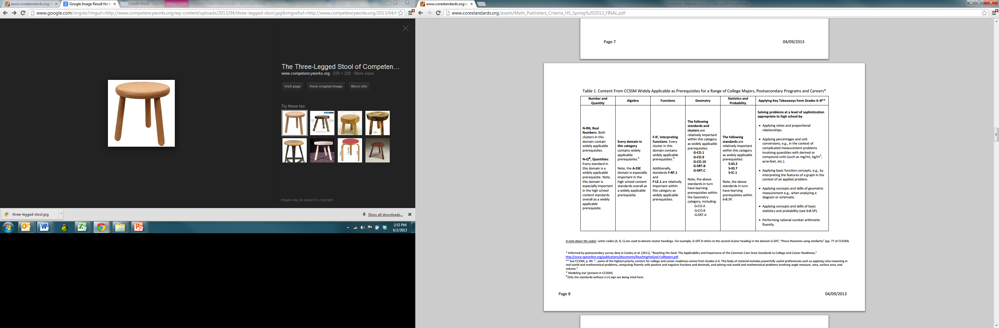 www.corestandards.org/a
Google Image Result for h
www.google.com/imgres?imgurl=http://www.competencyworks.org/wp-content/uploads/2013/04/three-legged-stool.jpg&imgrefurl=http://www.competencyworks.org/2013/04/t
The Three-Legged Stool of Competen...
www.competencyworks.org - 220 × 220 - More sizes
Visit page
View original image
More info
Try these too:
Time
Quality
Cost
Images may be subject to copyright.
three-legged-stool.jpg
Show all downloads...
2:53 PM
6/2/2013
www.corestandards.org/a
www.corestandards.org/assets/Math_Publishers_Criteria_HS_Spring%202013_FINAL.pdf
Page 7
04/09/2013
Table 1. Content From CCSSM Widely Applicable as Prerequisites for a Range of College Majors, Postsecondary Programs and Careers*
Number and
Quantity
Algebra
Functions
Geometry
Statistics and
Probability
Applying Key Takeaways from Grades 6–8**
N-RN, Real
Numbers: Both
clusters in this
domain contain
widely applicable
prerequisites.
N-Q★, Quantities:
Every standard in
this domain is a
widely applicable
prerequisite. Note,
this domain is
especially important
in the high school
content standards
overall as a widely
applicable
prerequisite.
Every domain in
this category
contains widely
applicable
prerequisites.°
Note, the A-SSE
domain is especially
important in the
high school content
standards overall as
a widely applicable
prerequisite.
F-IF, Interpreting
Functions: Every
cluster in this
domain contains
widely applicable
prerequisites.°
Additionally,
standards F-BF.1
and
F-LE.1 are relatively
important within
this category as
widely applicable
prerequisites.
The following
standards and
clusters are
relatively important
within this category
as widely applicable
prerequisites:
G-CO.1
G-CO.9
G-CO.10
G-SRT.B
G-SRT.C
Note, the above
standards in turn
have learning
prerequisites within
the Geometry
category, including:
G-CO.A
G-CO.B
G-SRT.A
The following
standards are
relatively important
within this category
as widely applicable
prerequisites:
S-ID.2
S-ID.7
S-IC.1
Note, the above
standards in turn
have learning
prerequisites within
6-8.SP.
Solving problems at a level of sophistication
appropriate to high school by:
• Applying ratios and proportional
relationships.
• Applying percentages and unit
conversions, e.g., in the context of
complicated measurement problems
involving quantities with derived or
compound units (such as mg/mL, kg/m³,
acre-feet, etc.).
• Applying basic function concepts, e.g., by
interpreting the features of a graph in the
context of an applied problem.
• Applying concepts and skills of geometric
measurement e.g., when analyzing a
diagram or schematic.
• Applying concepts and skills of basic
statistics and probability (see 6-8.SP).
• Performing rational number arithmetic
fluently.
A note about the codes: Letter codes (A, B, C) are used to denote cluster headings. For example, G-SRT.B refers to the second cluster heading in the domain G-SRT, “Prove theorems using similarity” (pp. 77 of CCSSM).
* Informed by postsecondary survey data in Conley et al. (2011), “Reaching the Goal: The Applicability and Importance of the Common Core State Standards to College and Career Readiness,”
http://www.epiconline.org/publications/documents/ReachingtheGoal-FullReport.pdf.
** See CCSSM, p. 84: “…some of the highest priority content for college and career readiness comes from Grades 6-8. This body of material includes powerfully useful proficiencies such as applying ratio reasoning in
real-world and mathematical problems, computing fluently with positive and negative fractions and decimals, and solving real-world and mathematical problems involving angle measure, area, surface area, and
volume.”
★ Modeling star (present in CCSSM)
° Only the standards without a (+) sign are being cited here.
Page 8
04/09/2013